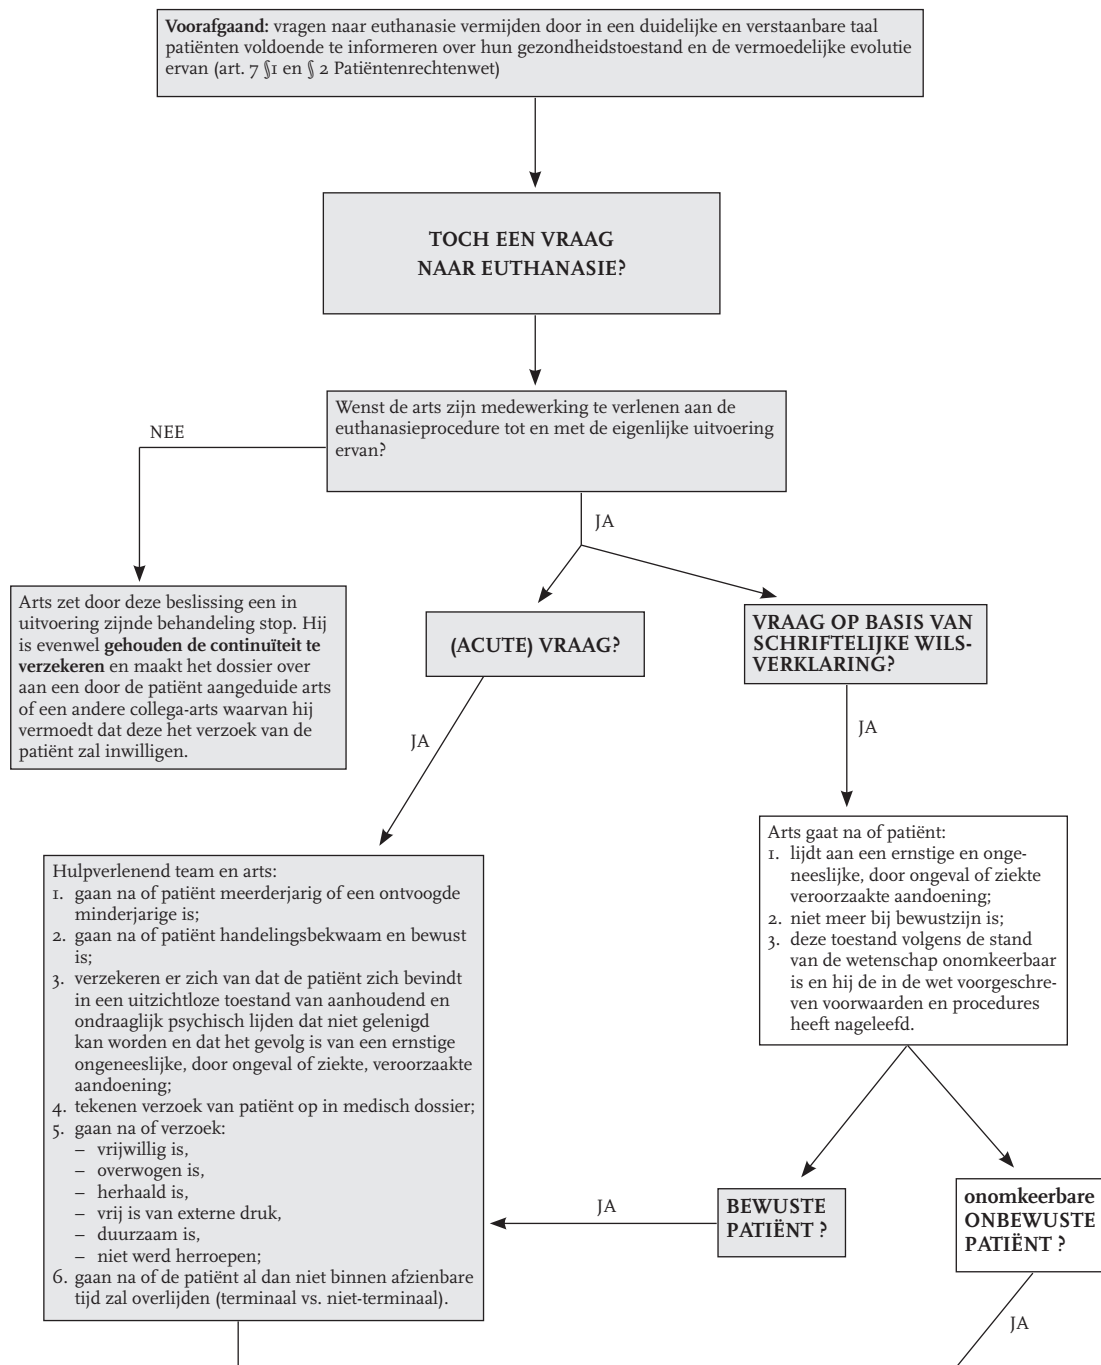 Voorafgaand: vragen naar euthanasie vermijden door in een duidelijke en verstaanbare taal
patiënten voldoende te informeren over hun gezondheidstoestand en de vermoedelijke evolutie
ervan (art. 7 §1 en § 2 Patiëntenrechtenwet)
TOCH EEN VRAAG
NAAR EUTHANASIE?
Wenst de arts zijn medewerking te verlenen aan de
euthanasieprocedure tot en met de eigenlijke uitvoering
ervan?
NEE
JA
Arts zet door deze beslissing een in
uitvoering zijnde behandeling stop. Hij
is evenwel gehouden de continuïteit te
verzekeren en maakt het dossier over
aan een door de patiënt aangeduide arts
of een andere collega-arts waarvan hij
vermoedt dat deze het verzoek van de
patiënt zal inwilligen.
(ACUTE) VRAAG?
VRAAG OP BASIS VAN
SCHRIFTELIJKE WILS-
VERKLARING?
JA
JA
Hulpverlenend team en arts:
1. gaan na of patiënt meerderjarig of een ontvoogde
minderjarige is;
2. gaan na of patiënt handelingsbekwaam en bewust
is;
3. verzekeren er zich van dat de patiënt zich bevindt
in een uitzichtloze toestand van aanhoudend en
ondraaglijk psychisch lijden dat niet gelenigd
kan worden en dat het gevolg is van een ernstige
ongeneeslijke, door ongeval of ziekte, veroorzaakte
aandoening;
4. tekenen verzoek van patiënt op in medisch dossier;
5. gaan na of verzoek:
– vrijwillig is,
– overwogen is,
– herhaald is,
– vrij is van externe druk,
– duurzaam is,
– niet werd herroepen;
6. gaan na of de patiënt al dan niet binnen afzienbare
tijd zal overlijden (terminaal vs. niet-terminaal).
Arts gaat na of patiënt:
1. lijdt aan een ernstige en onge-
neeslijke, door ongeval of ziekte
veroorzaakte aandoening;
2. niet meer bij bewustzijn is;
3. deze toestand volgens de stand
van de wetenschap onomkeerbaar
is en hij de in de wet voorgeschre-
ven voorwaarden en procedures
heeft nageleefd.
JA
BEWUSTE
PATIËNT ?
onomkeerbare
ONBEWUSTE
PATIËNT ?
JA